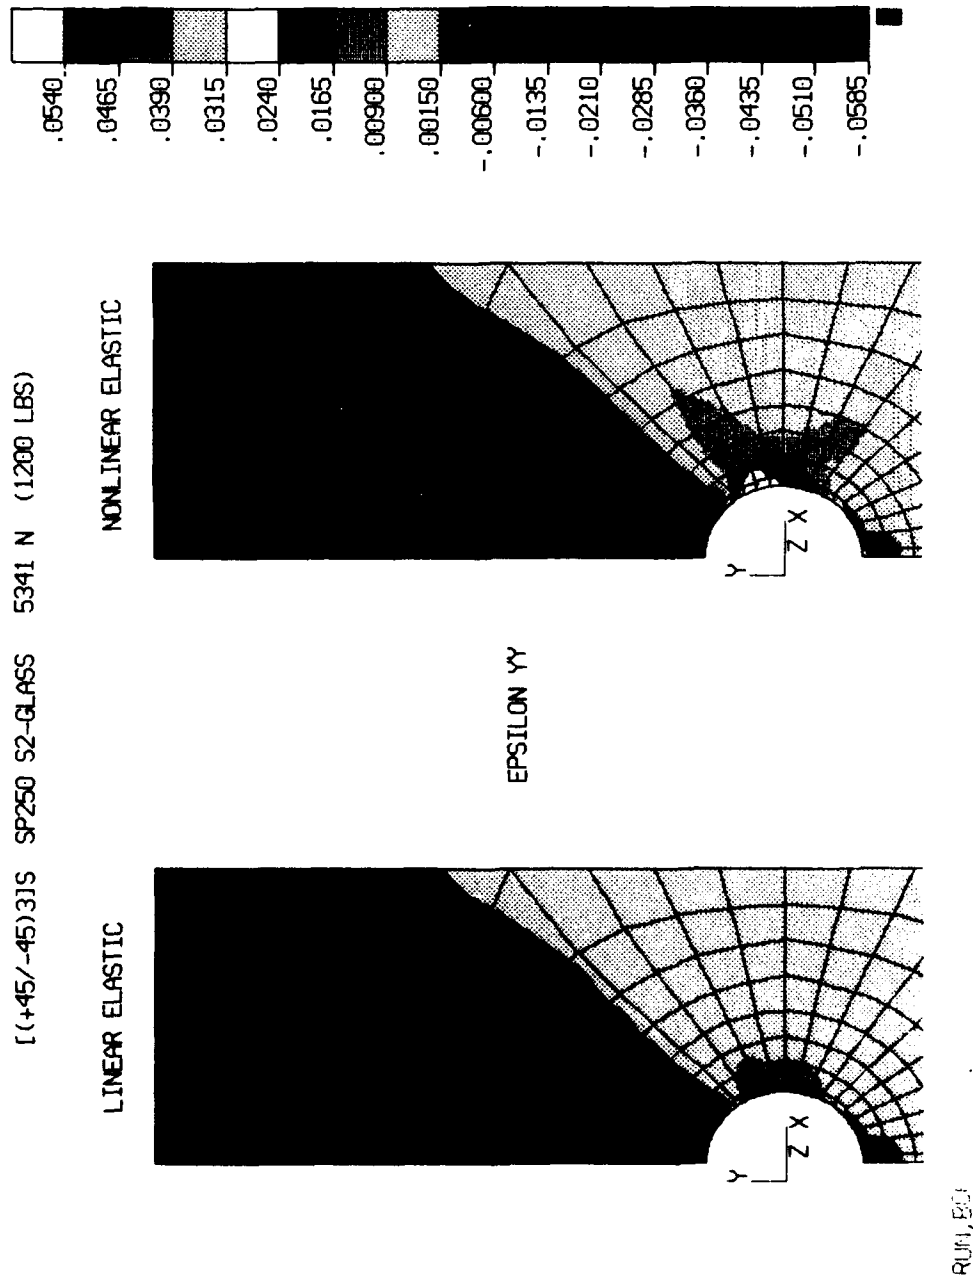 [(+45/-45)3]S SP250 S2-GLASS 5341 N (1200 LBS)
LINEAR ELASTIC
NONLINEAR ELASTIC
EPSILON YY
Y
Z X
Y
Z X
.0540
.0465
.0390
.0315
.0240
.0165
.00900
.00150
-.00600
-.0135
-.0210
-.0285
-.0360
-.0435
-.0510
-.0585